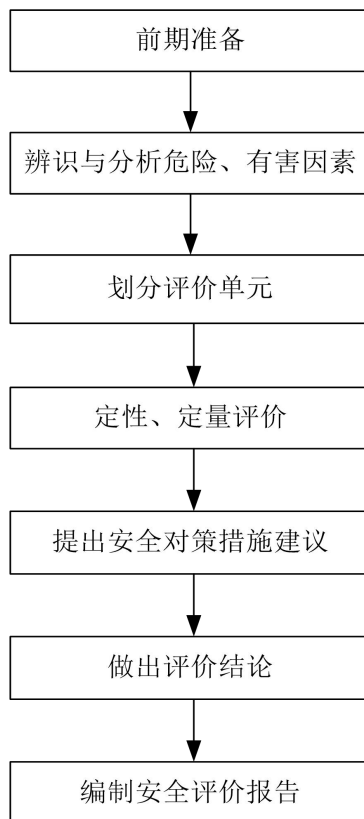 前期准备
辨识与分析危险、有害因素
划分评价单元
定性、定量评价
提出安全对策措施建议
做出评价结论
编制安全评价报告